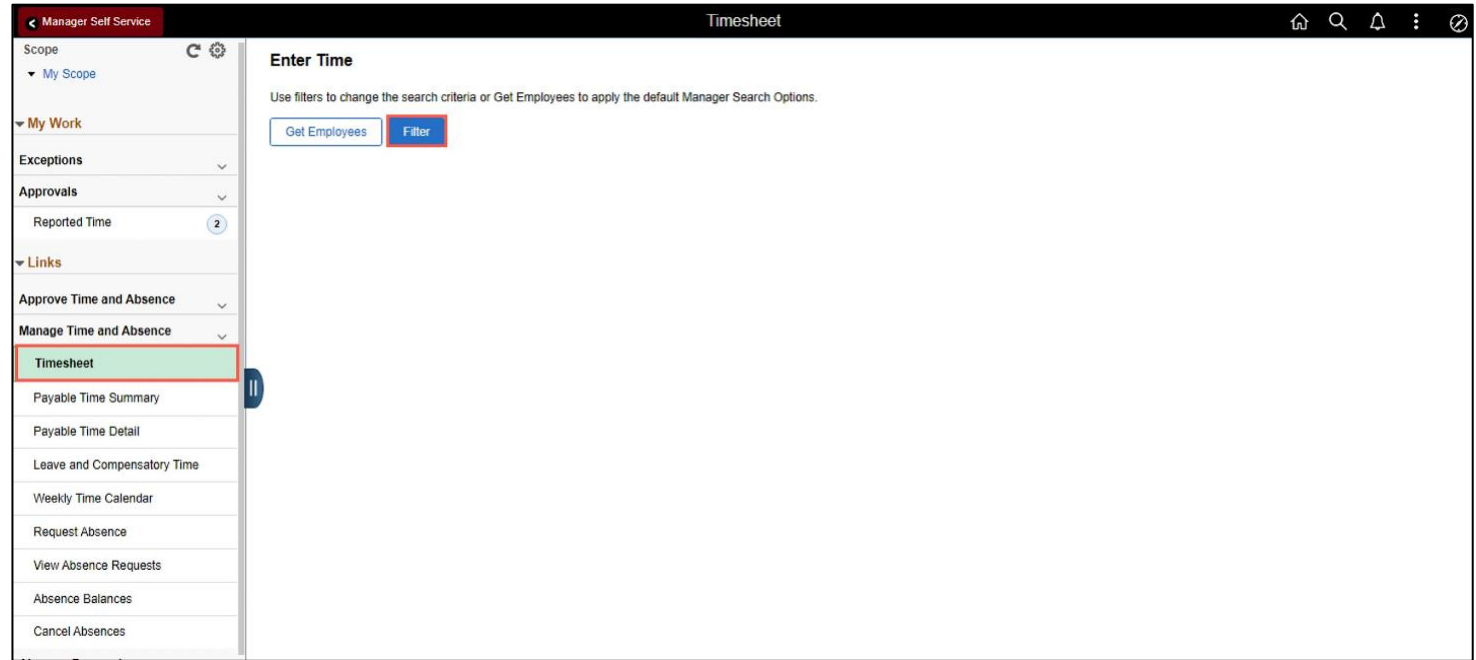 Manager Self Service
Timesheet
Scope
My Scope
My Work
Exceptions
Approvals
Reported Time 2
Links
Approve Time and Absence
Manage Time and Absence
Timesheet
Payable Time Summary
Payable Time Detail
Leave and Compensatory Time
Weekly Time Calendar
Request Absence
View Absence Requests
Absence Balances
Cancel Absences
Enter Time
Use filters to change the search criteria or Get Employees to apply the default Manager Search Options.
Get Employees Filter